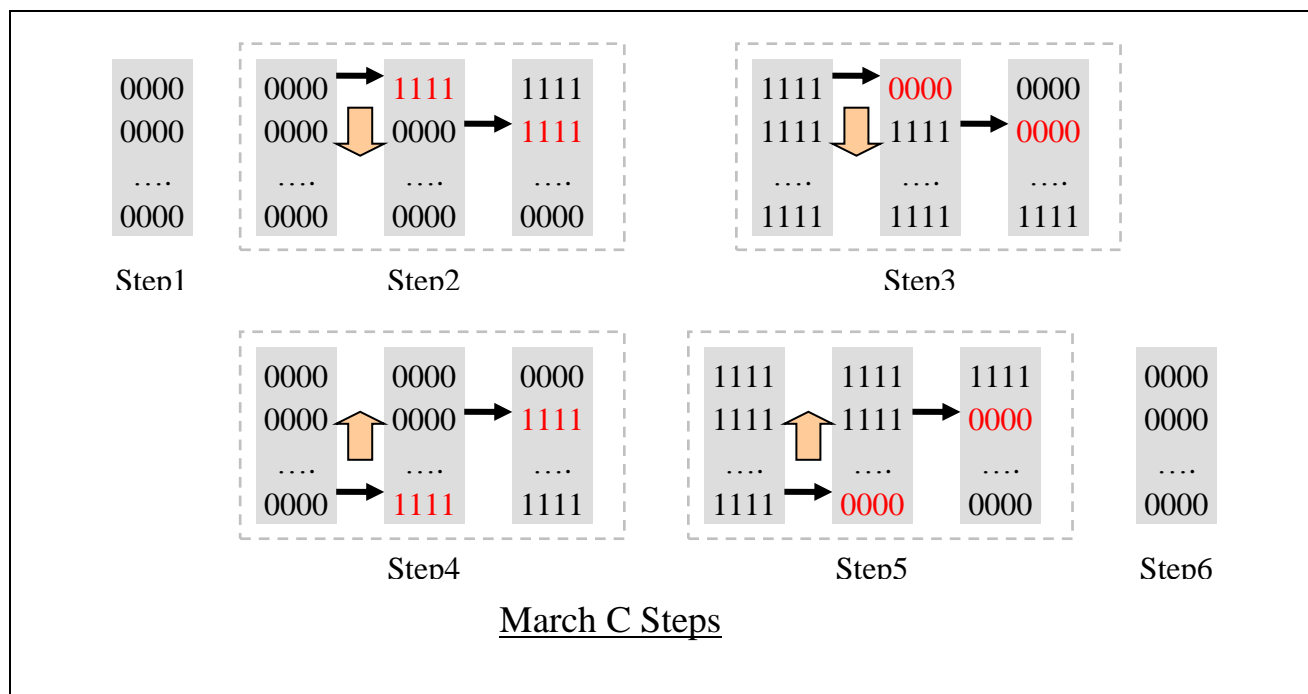 0000 0000 1111 1111 1111 0000 0000
0000 0000 0000 1111 1111 1111 0000
…. …. …. …. …. …. ….
0000 0000 0000 0000 1111 1111 1111
Step1 Step2 Step3
0000 0000 0000 1111 1111 1111 0000
0000 0000 1111 1111 1111 0000 0000
…. …. …. …. …. …. ….
0000 1111 1111 1111 0000 0000 0000
Step4 Step5 Step6
March C Steps